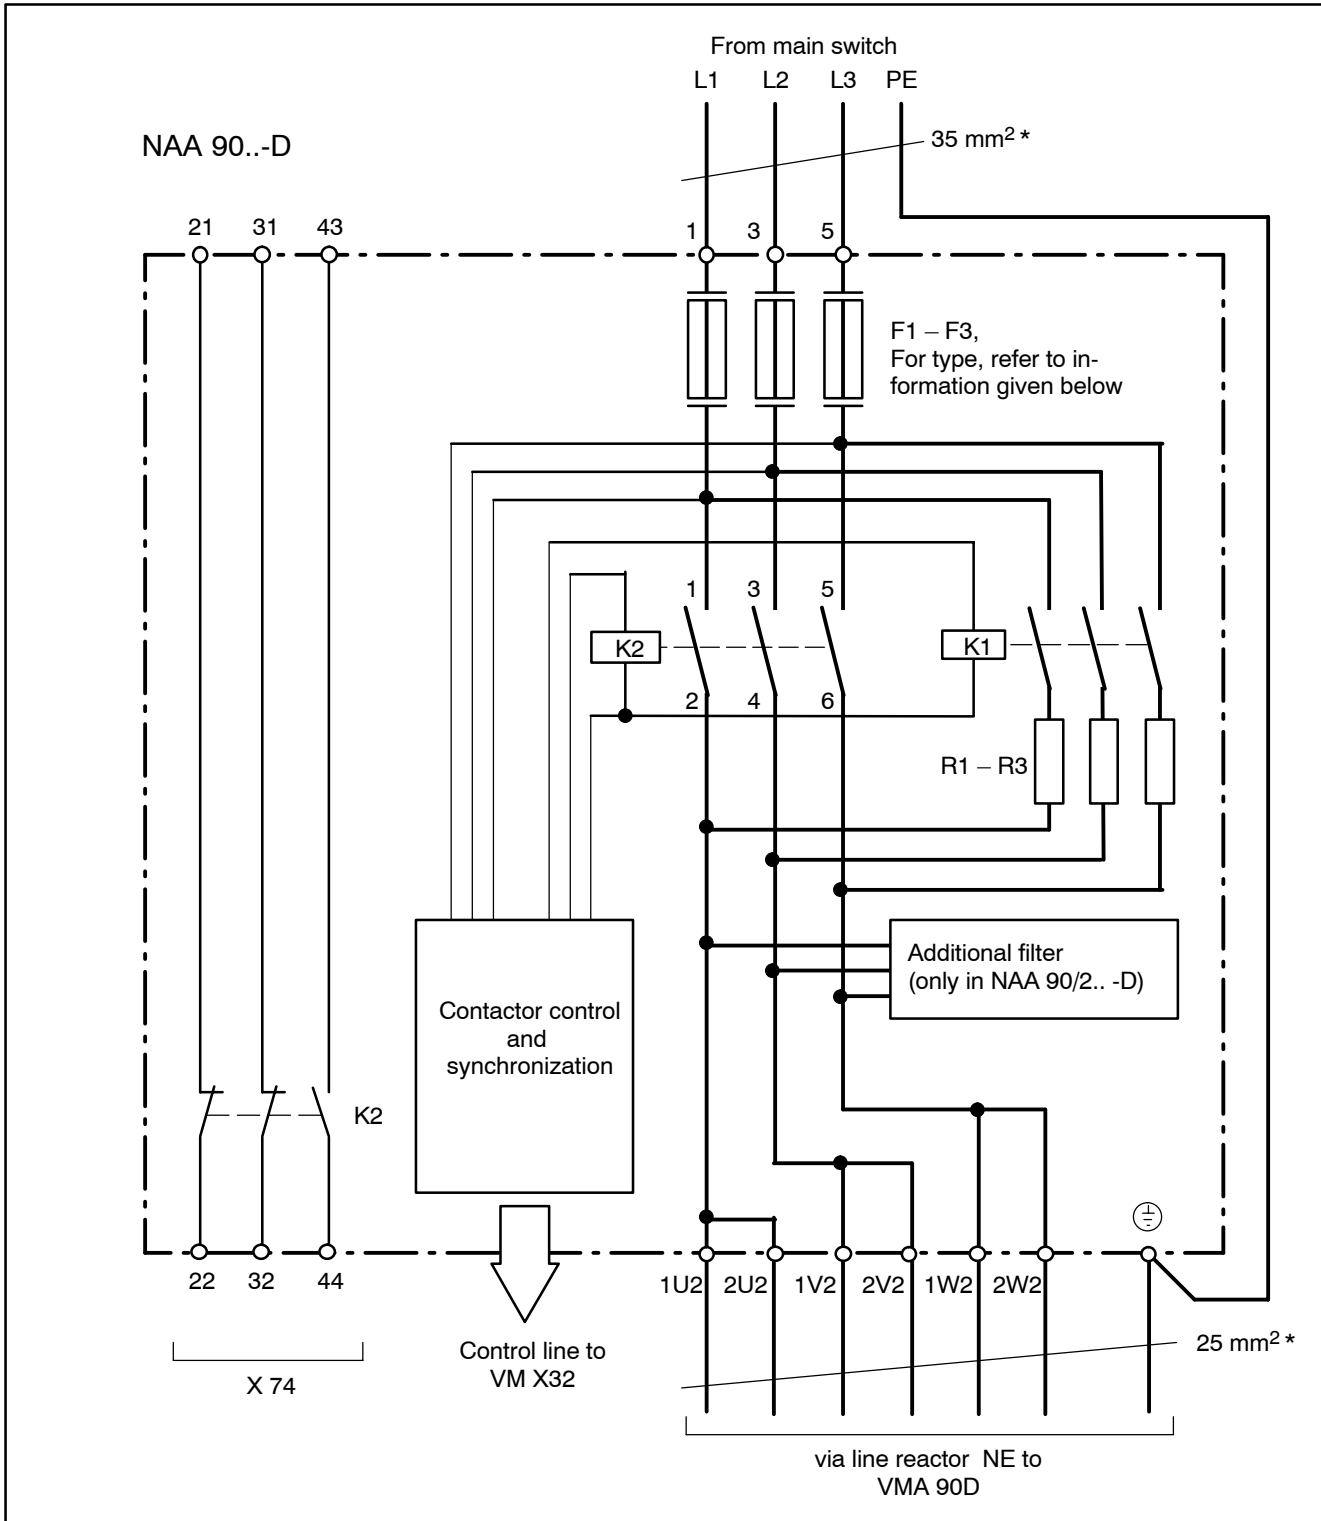 From main switch
L1 L2 L3 PE
35 mm² *
NAA 90..-D
21 31 43 1 3 5
F1 – F3,
For type, refer to in-
formation given below
1 3 5
K2 K1
2 4 6
R1 – R3
Additional filter
(only in NAA 90/2.. -D)
Contactor control
and
synchronization
K2
22 32 44 1U2 2U2 1V2 2V2 1W2 2W2
25 mm² *
Control line to
VM X32
X 74
via line reactor NE to
VMA 90D